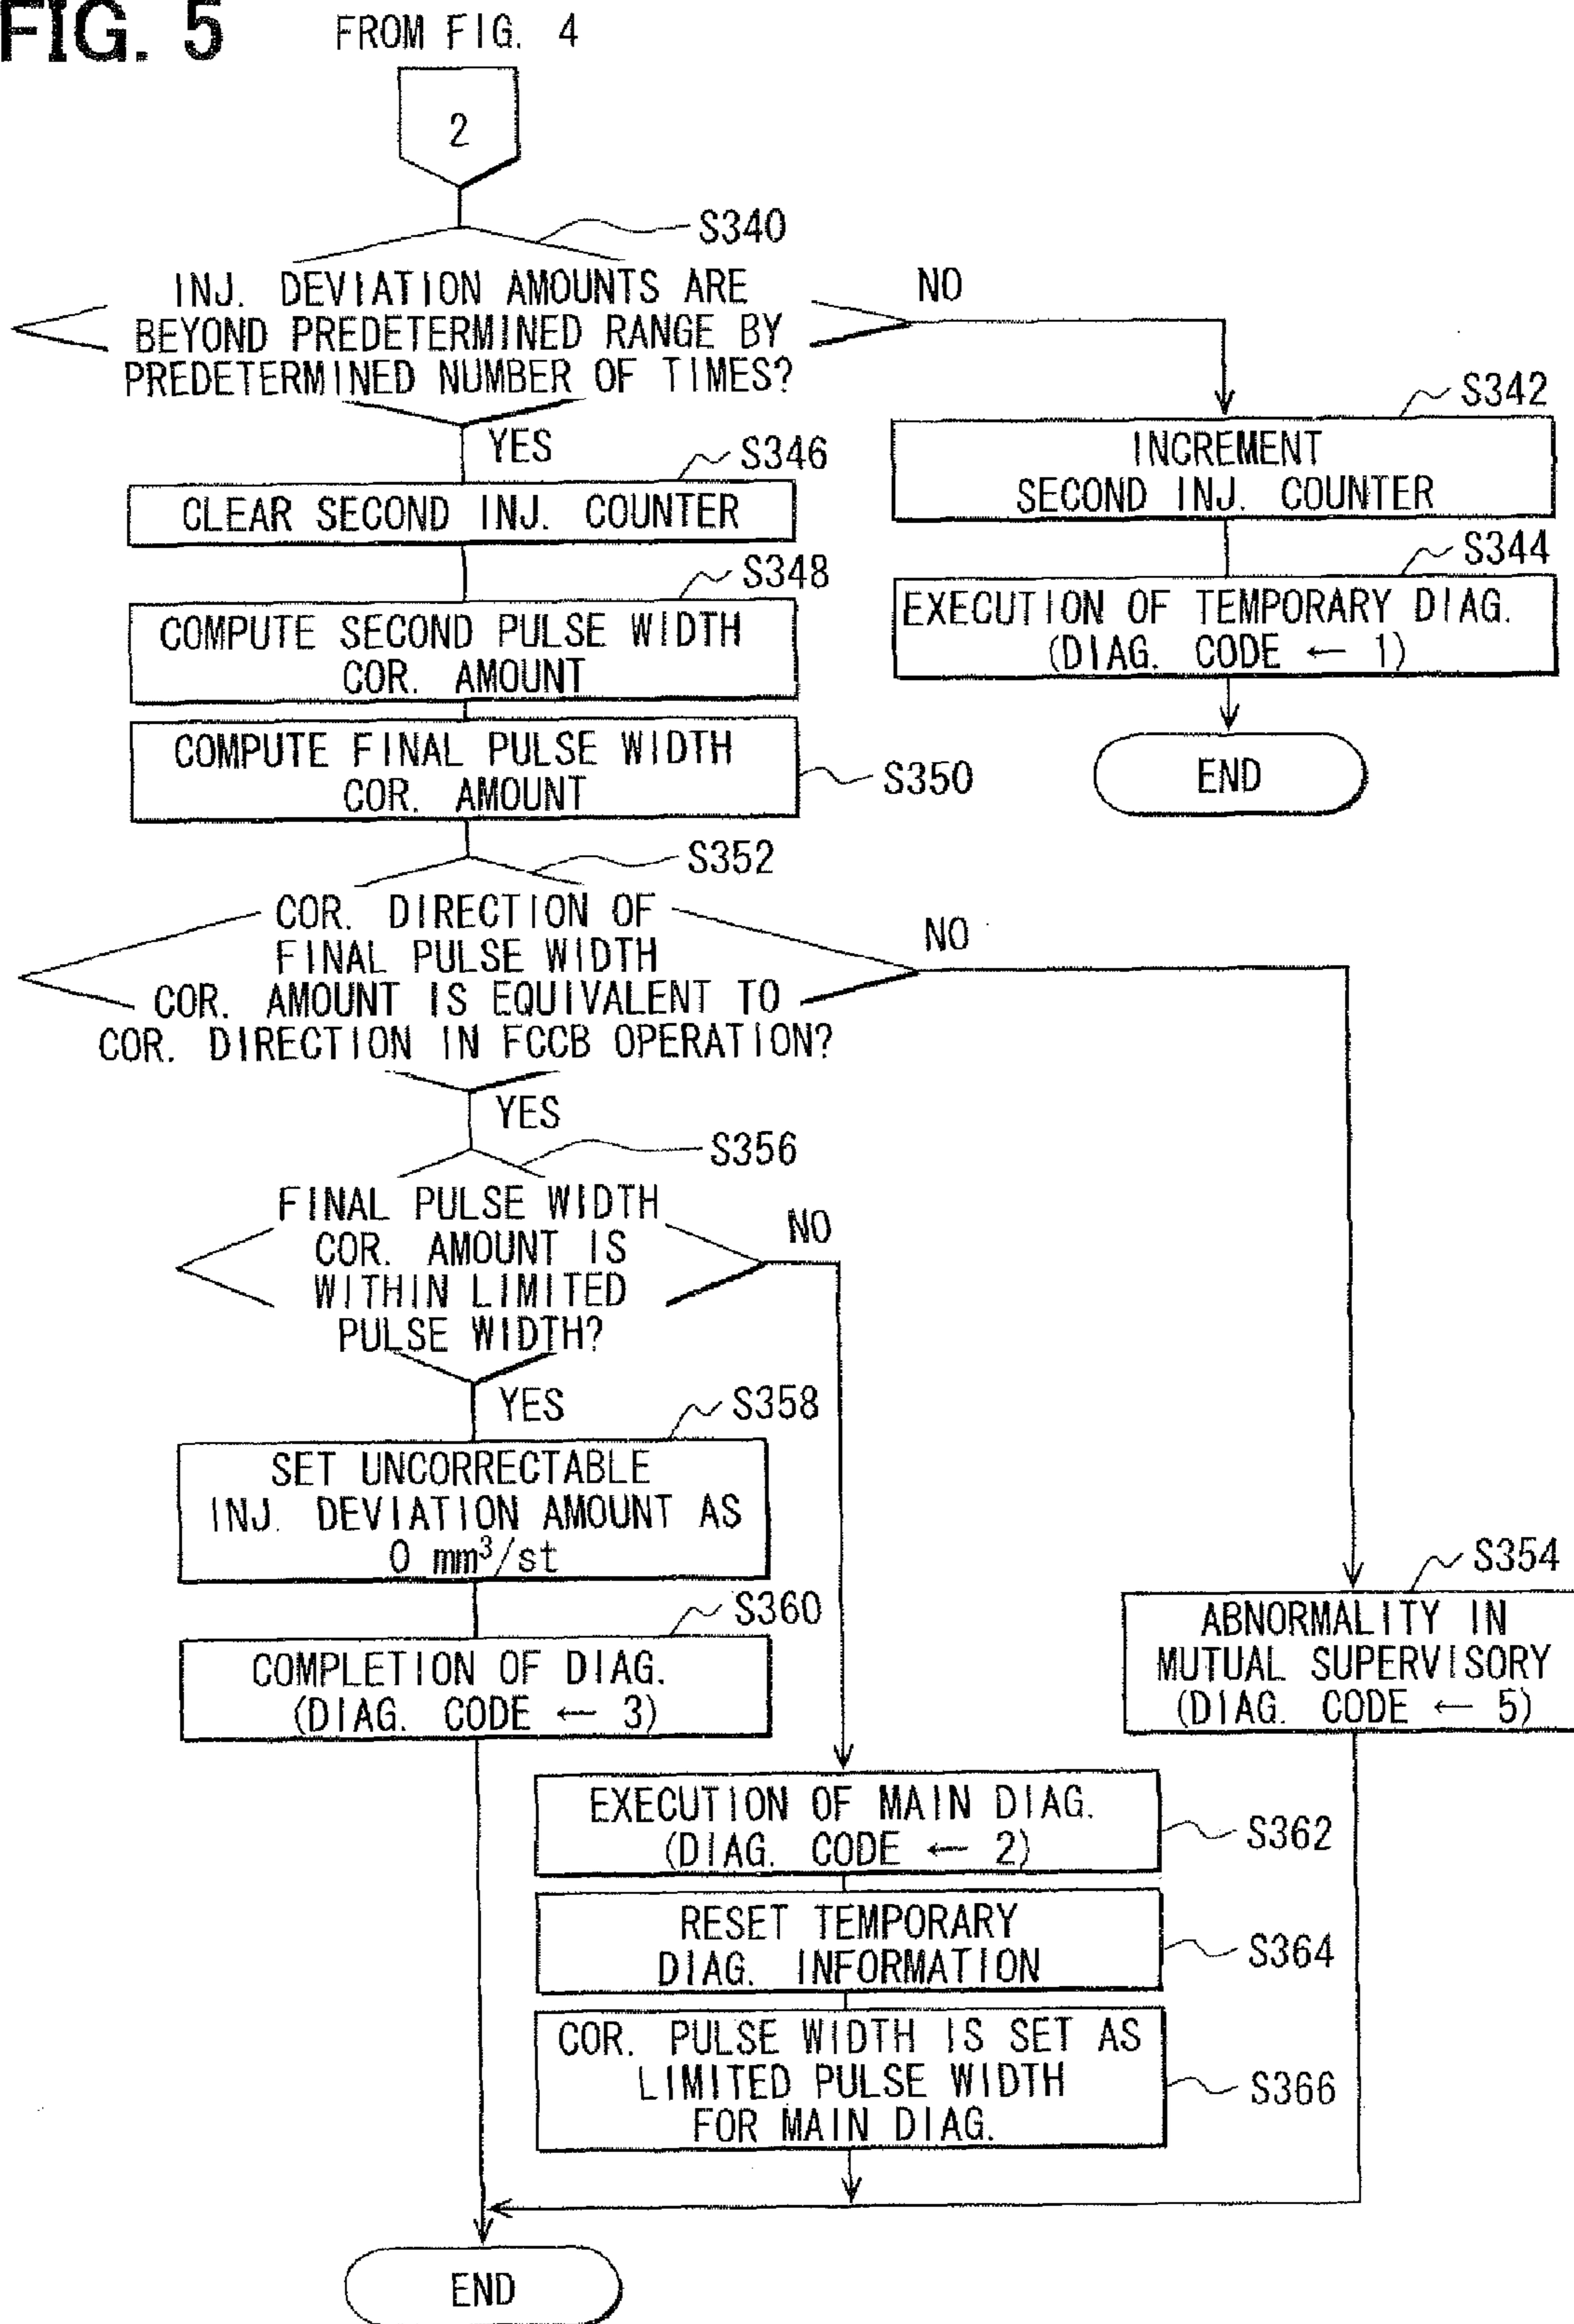 FIG. 5
FROM FIG. 4
2
S340
INJ. DEVIATION AMOUNTS ARE
BEYOND PREDETERMINED RANGE BY
PREDETERMINED NUMBER OF TIMES?
NO
YES
S342
INCREMENT
SECOND INJ. COUNTER
S344
EXECUTION OF TEMPORARY DIAG.
(DIAG. CODE ← 1)
END
S346
CLEAR SECOND INJ. COUNTER
S348
COMPUTE SECOND PULSE WIDTH
COR. AMOUNT
COMPUTE FINAL PULSE WIDTH
COR. AMOUNT
S350
S352
COR. DIRECTION OF
FINAL PULSE WIDTH
COR. AMOUNT IS EQUIVALENT TO
COR. DIRECTION IN FCCB OPERATION?
NO
YES
S356
FINAL PULSE WIDTH
COR. AMOUNT IS
WITHIN LIMITED
PULSE WIDTH?
NO
YES
S358
SET UNCORRECTABLE
INJ. DEVIATION AMOUNT AS
0 mm³/st
S360
COMPLETION OF DIAG.
(DIAG. CODE ← 3)
S354
ABNORMALITY IN
MUTUAL SUPERVISORY
(DIAG. CODE ← 5)
EXECUTION OF MAIN DIAG.
(DIAG. CODE ← 2)
S362
RESET TEMPORARY
DIAG. INFORMATION
S364
COR. PULSE WIDTH IS SET AS
LIMITED PULSE WIDTH
FOR MAIN DIAG.
S366
END